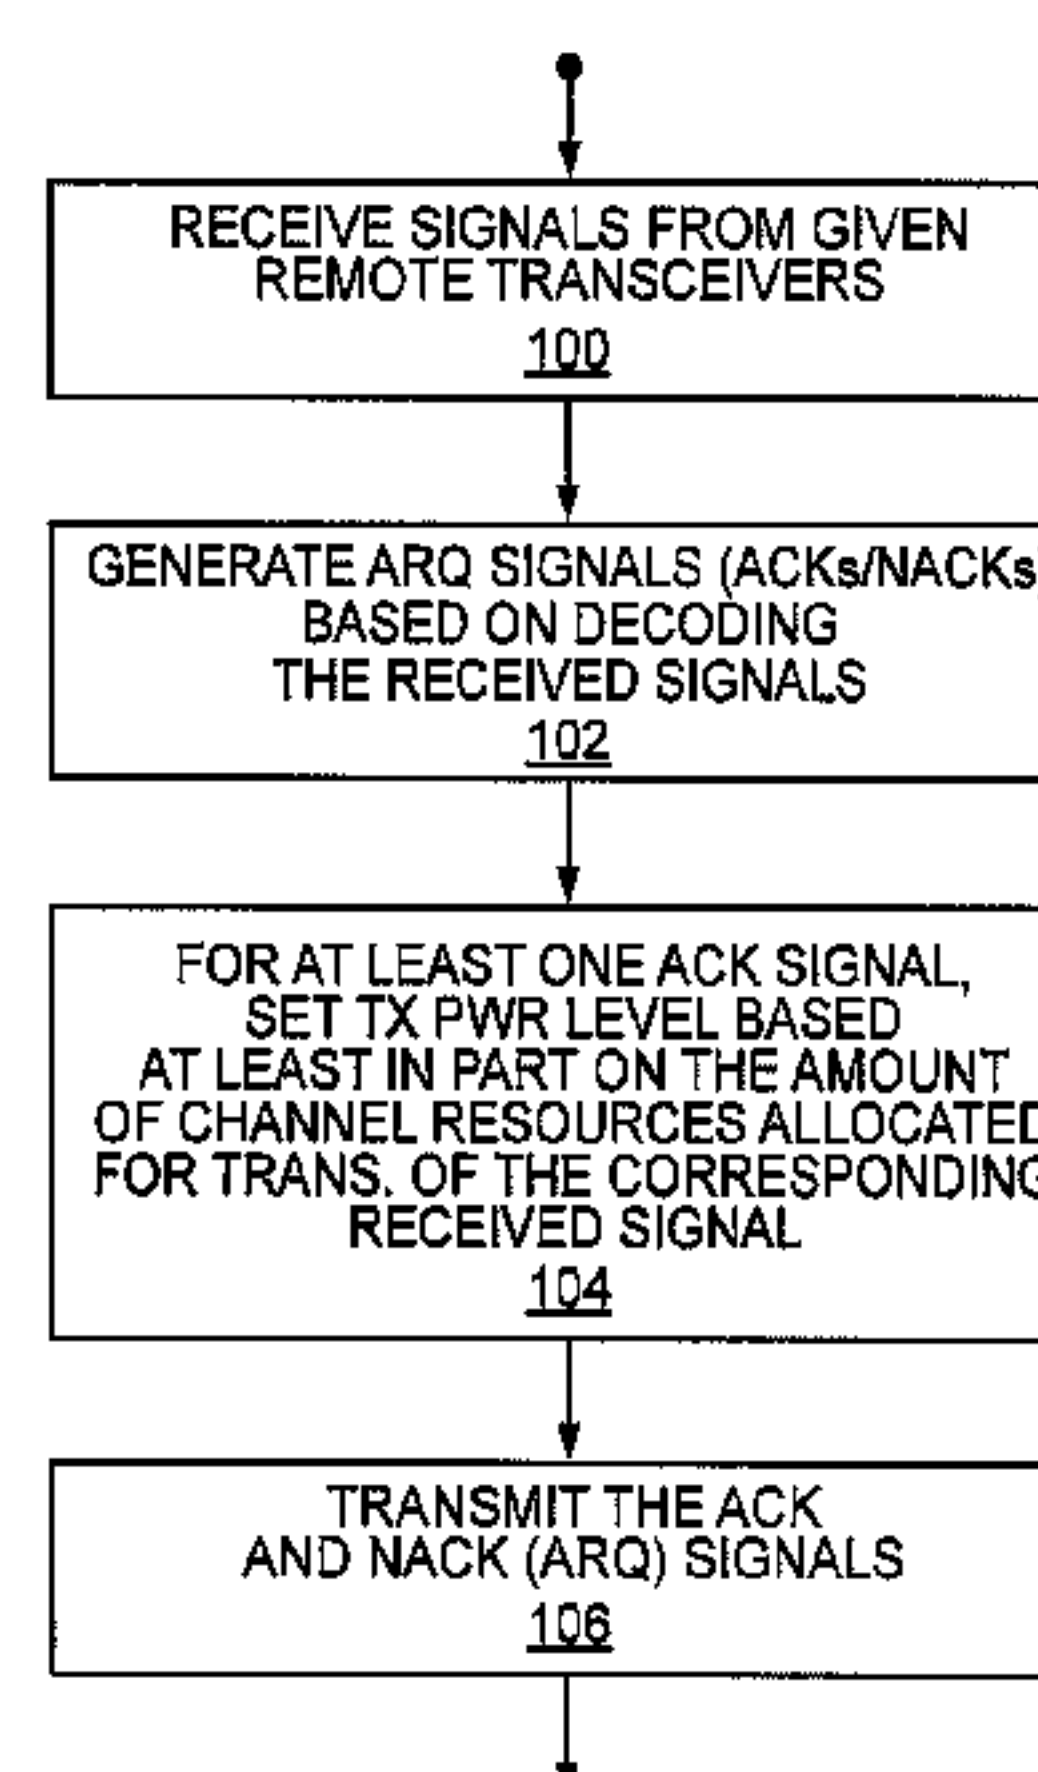 RECEIVE SIGNALS FROM GIVEN
REMOTE TRANSCEIVERS
100
GENERATE ARQ SIGNALS (ACKs/NACKs)
BASED ON DECODING
THE RECEIVED SIGNALS
102
FOR AT LEAST ONE ACK SIGNAL,
SET TX PWR LEVEL BASED
AT LEAST IN PART ON THE AMOUNT
OF CHANNEL RESOURCES ALLOCATED
FOR TRANS. OF THE CORRESPONDING
RECEIVED SIGNAL
104
TRANSMIT THE ACK
AND NACK (ARQ) SIGNALS
106